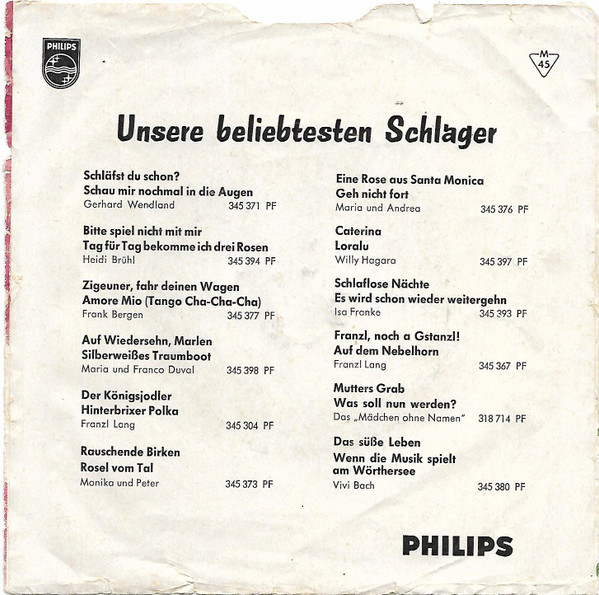 PHILIPS
M
45
Unsere beliebtesten Schlager
Schläfst du schon?
Schau mir nochmal in die Augen
Gerhard Wendland 345 371 PF
Bitte spiel nicht mit mir
Tag für Tag bekomme ich drei Rosen
Heidi Brühl 345 394 PF
Zigeuner, fahr deinen Wagen
Amore Mio (Tango Cha-Cha-Cha)
Frank Bergen 345 377 PF
Auf Wiedersehn, Marlen
Silberweißes Traumboot
Maria und Franco Duval 345 398 PF
Der Königsjodler
Hinterbrixer Polka
Franzl Lang 345 304 PF
Rauschende Birken
Rosel vom Tal
Monika und Peter 345 373 PF
Eine Rose aus Santa Monica
Geh nicht fort
Maria und Andrea 345 376 PF
Caterina
Loralu
Willy Hagara 345 397 PF
Schlaflose Nächte
Es wird schon wieder weitergehn
Isa Franke 345 393 PF
Franzl, noch a Gstanzl!
Auf dem Nebelhorn
Franzl Lang 345 367 PF
Mutters Grab
Was soll nun werden?
Das „Mädchen ohne Namen" 318 714 PF
Das süße Leben
Wenn die Musik spielt
am Wörthersee
Vivi Bach 345 380 PF
PHILIPS